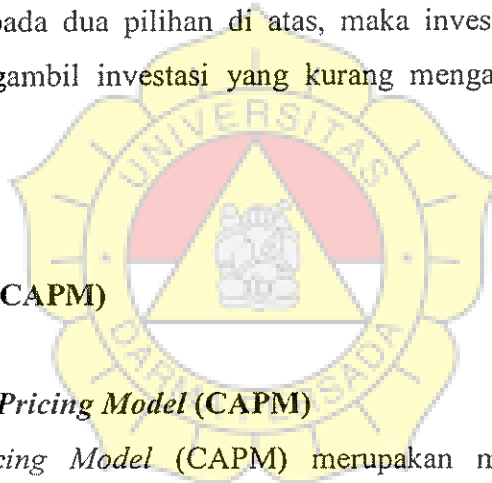 pada dua pilihan di atas, maka inves
gambil investasi yang kurang menga
UNIVERSITAS
CAPM)
DARMA PERSADA
Pricing Model (CAPM)
cing Model (CAPM) merupakan m